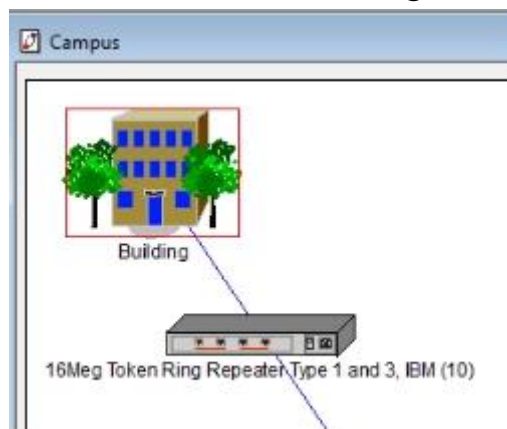 Campus
Building
16Meg Token Ring Repeater Type 1 and 3, IBM (10)